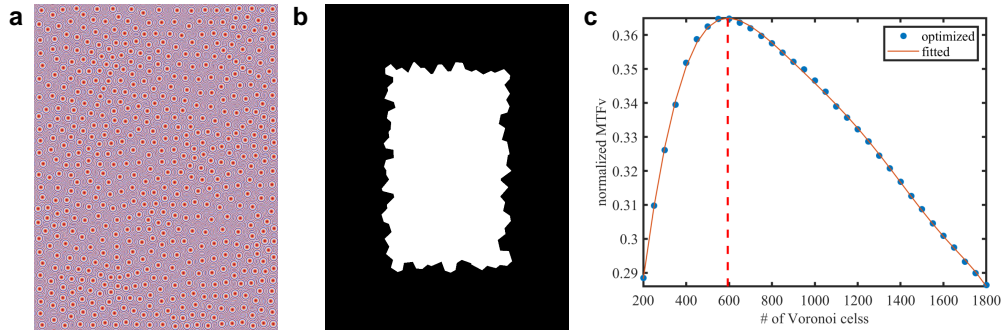 a
b
c
normalized MTFv
0.36
0.35
0.34
0.33
0.32
0.31
0.3
0.29
optimized
fitted
200 400 600 800 1000 1200 1400 1600 1800
# of Voronoi celss